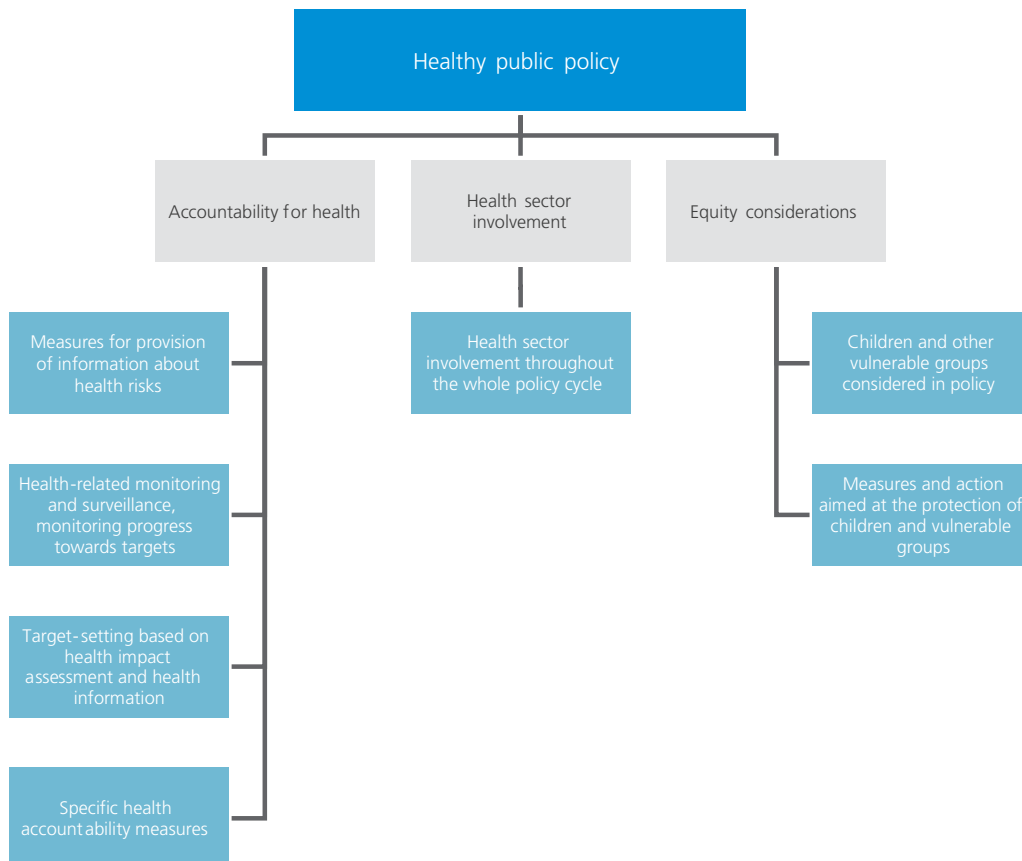 Healthy public policy
Accountability for health
Health sector
involvement
Equity considerations
Measures for provision
of information about
health risks
Health-related monitoring
and surveillance,
monitoring progress
towards targets
Target-setting based on
health impact
assessment and health
information
Specific health
accountability measures
Health sector
involvement throughout
the whole policy cycle
Children and other
vulnerable groups
considered in policy
Measures and action
aimed at the protection of
children and vulnerable
groups